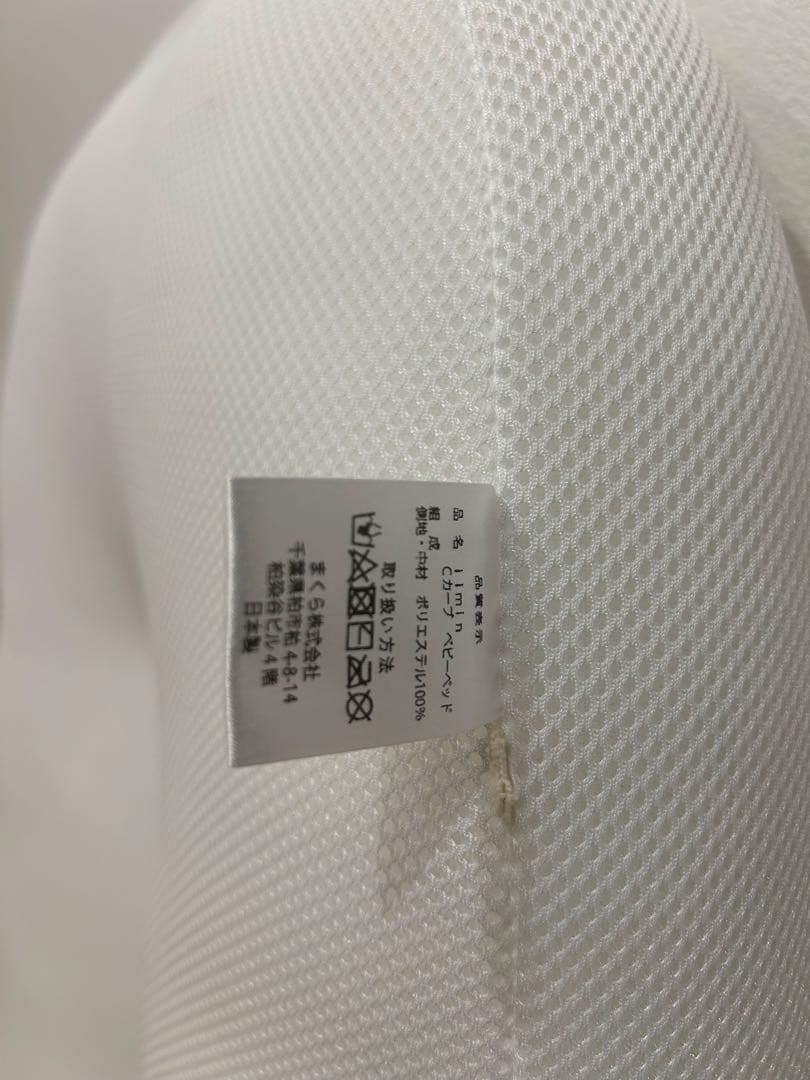 品質表示
品 名 iimin
Cカーブ ベビーベッド
組 成
側地・中材 ポリエステル100%
取り扱い方法
まくら株式会社
千葉県柏市柏 4-8-14
柏染谷ビル4階
日本製